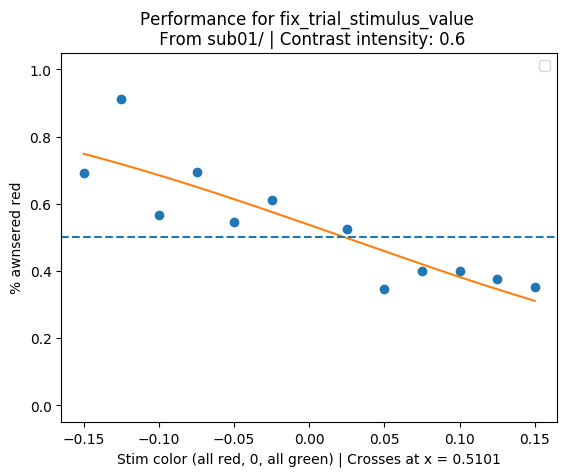 Performance for fix_trial_stimulus_value
From sub01/ | Contrast intensity: 0.6
1.0
0.8
0.6
0.4
0.2
0.0
% awnsered red
−0.15 −0.10 −0.05 0.00 0.05 0.10 0.15
Stim color (all red, 0, all green) | Crosses at x = 0.5101